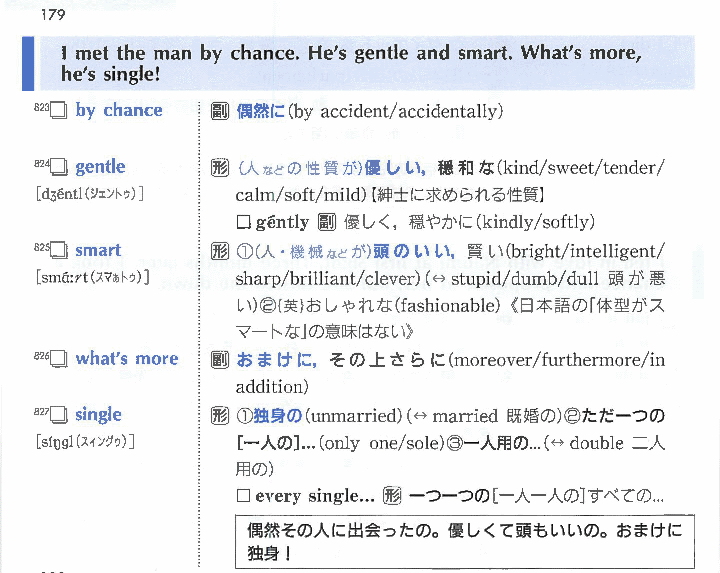 179
I met the man by chance. He's gentle and smart. What's more,
he's single!
823□ by chance
副 偶然に(by accident/accidentally)
824□ gentle
形 (人などの性質が)優しい, 穏和な(kind/sweet/tender/
[dʒéntl(ヂェントゥ)]
calm/soft/mild)【紳士に求められる性質】
□ gently 副 優しく, 穏やかに(kindly/softly)
825□ smart
形 ①(人・機械などが)頭のいい, 賢い(bright/intelligent/
[smɑ́ːrt(スマぁトゥ)]
sharp/brilliant/clever)(↔ stupid/dumb/dull 頭が悪
い)②{英}おしゃれな(fashionable)《日本語の「体型がス
マートな」の意味はない》
826□ what's more
副 おまけに, その上さらに(moreover/furthermore/in
addition)
827□ single
形 ①独身の(unmarried)(↔ married 既婚の)②ただ一つの
[síŋgl(スィングゥ)]
[一人の]...(only one/sole)③一人用の...(↔ double 二人
用の)
□ every single... 形 一つ一つの[一人一人の]すべての...
偶然その人に出会ったの。優しくて頭もいいの。おまけに
独身！